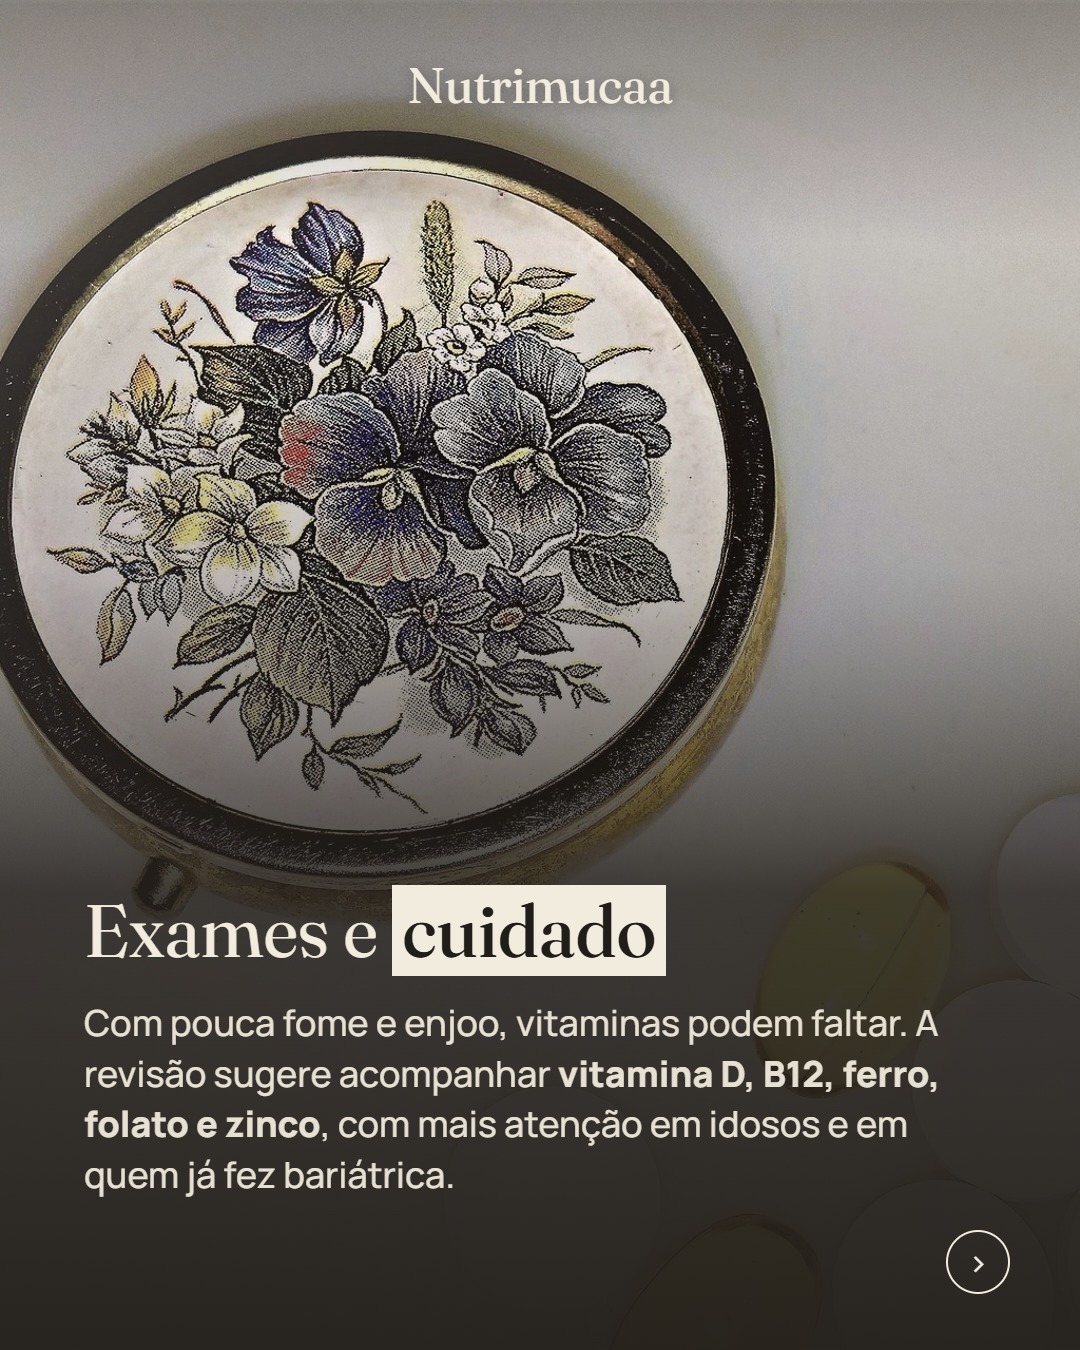 Nutrimucaa
Exames e cuidado
Com pouca fome e enjoo, vitaminas podem faltar. A
revisão sugere acompanhar vitamina D, B12, ferro,
folato e zinco, com mais atenção em idosos e em
quem já fez bariátrica.